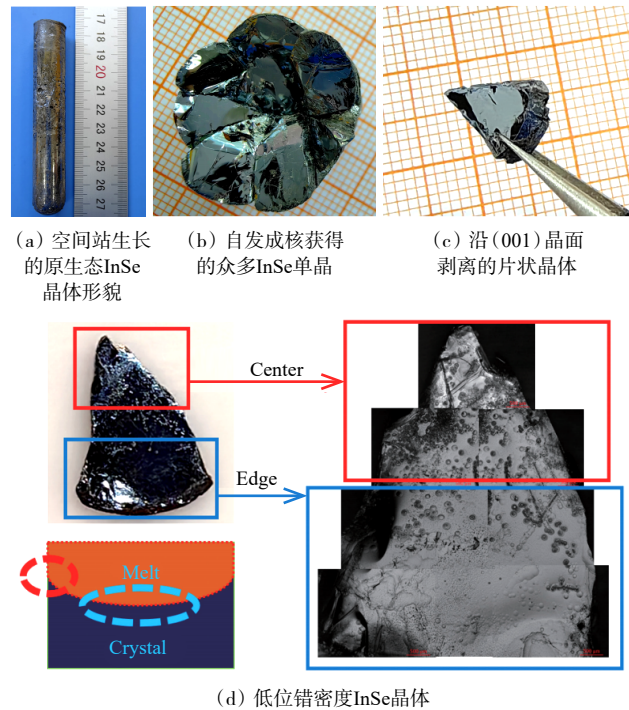 17
18
19
20
21
22
23
24
25
26
27
(a) 空间站生长
的原生态InSe
晶体形貌
(b) 自发成核获得
的众多InSe单晶
(c) 沿(001)晶面
剥离的片状晶体
Center
Edge
Melt
Crystal
(d) 低位错密度InSe晶体